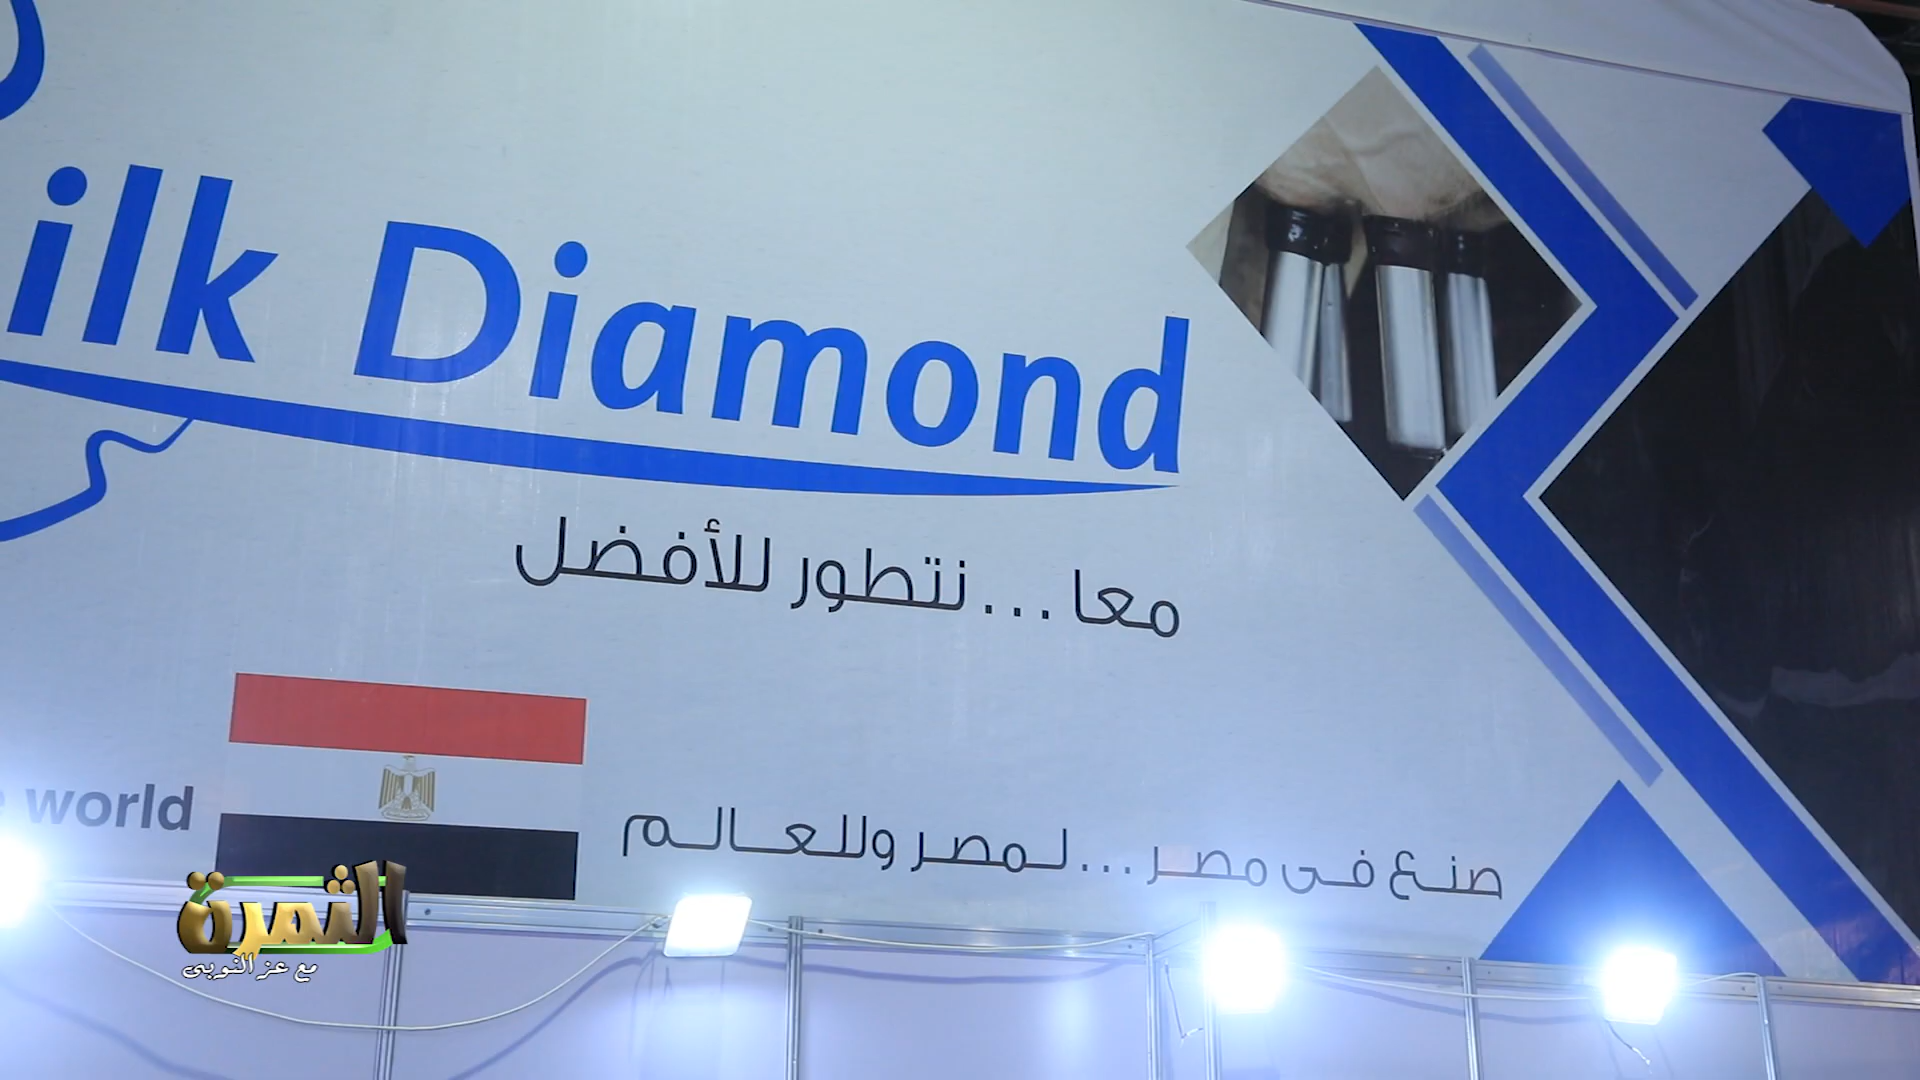 ilk Diamond
معا...نتطور للأفضل
world
صنع فى مصر...لمصر وللعالم
الثمرة
مع عز النوبى